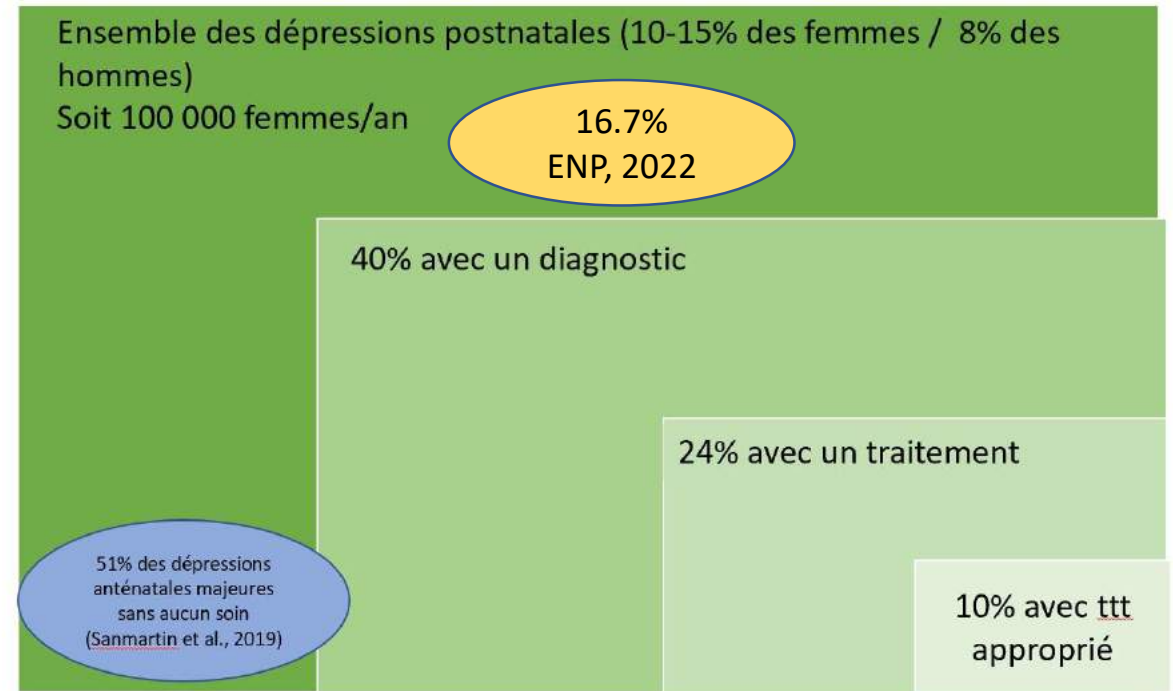 Ensemble des dépressions postnatales (10-15% des femmes / 8% des
hommes)
Soit 100 000 femmes/an
16.7%
ENP, 2022
40% avec un diagnostic
24% avec un traitement
51% des dépressions
anténatales majeures
sans aucun soin
(Sanmartin et al., 2019)
10% avec ttt
approprié